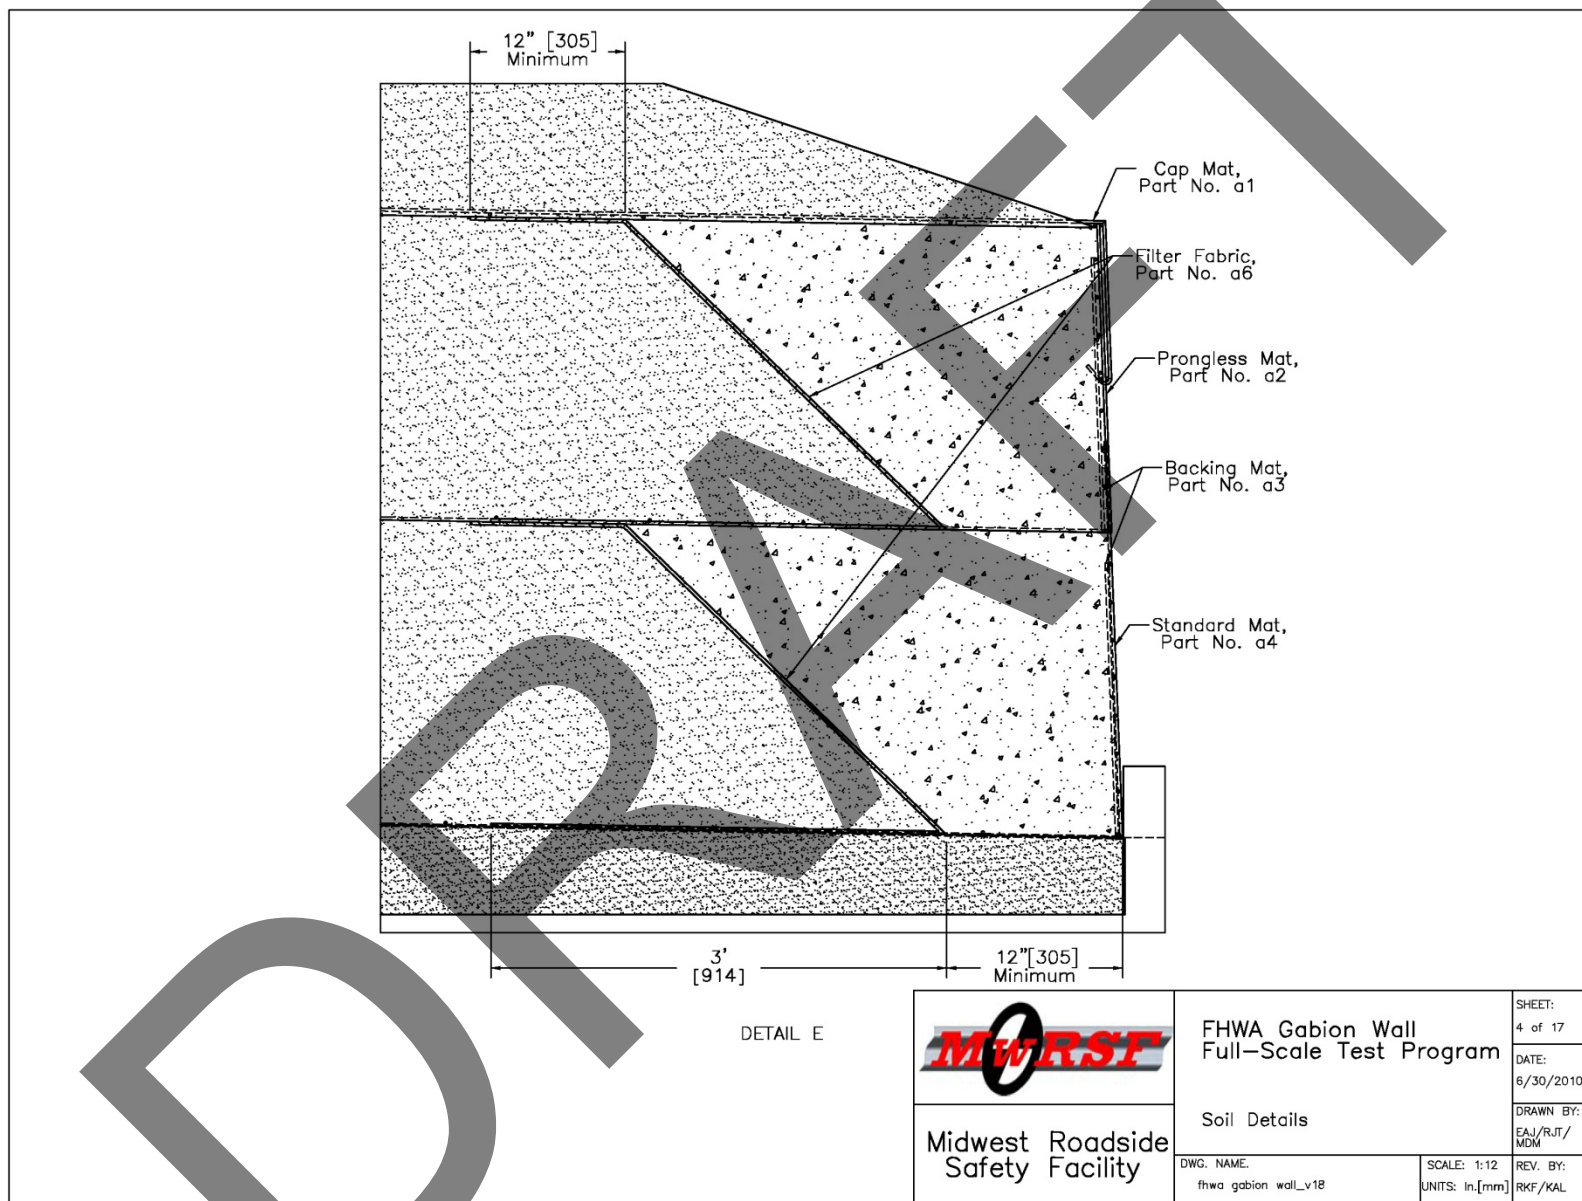 12" [305]
Minimum
Cap Mat,
Part No. a1
Filter Fabric,
Part No. a6
Prongless Mat,
Part No. a2
Backing Mat,
Part No. a3
Standard Mat,
Part No. a4
3'
[914]
12"[305]
Minimum
DETAIL E
DRAFT
MwRSF
Midwest Roadside
Safety Facility
FHWA Gabion Wall
Full-Scale Test Program
Soil Details
DWG. NAME.
fhwa gabion wall_v18
SCALE: 1:12
UNITS: In.[mm]
SHEET:
4 of 17
DATE:
6/30/2010
DRAWN BY:
EAJ/RJT/
MDM
REV. BY:
RKF/KAL